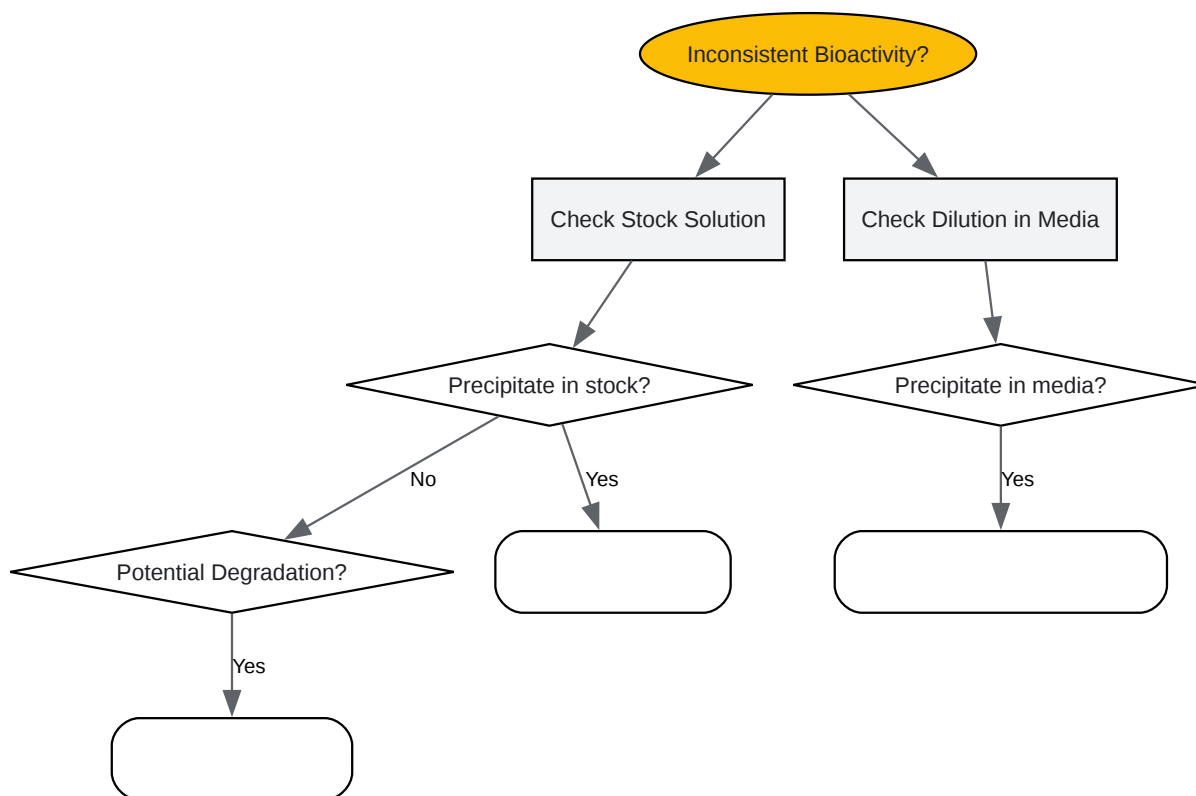 Inconsistent Bioactivity?
Check Stock Solution
Check Dilution in Media
Precipitate in stock?
Precipitate in media?
No
Yes
Yes
Potential Degradation?
Yes